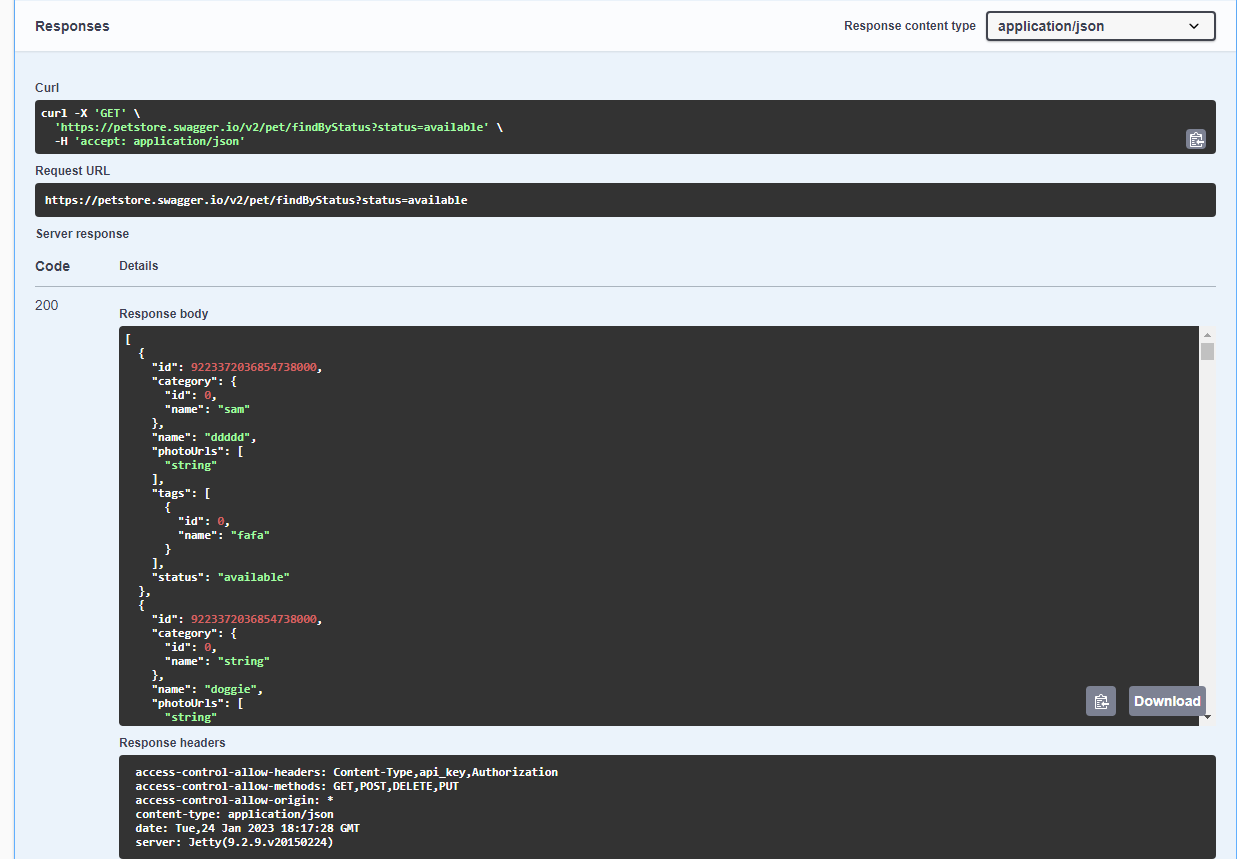 Responses
Response content type
application/json
Curl
curl -X 'GET' \
  'https://petstore.swagger.io/v2/pet/findByStatus?status=available' \
  -H 'accept: application/json'
Request URL
https://petstore.swagger.io/v2/pet/findByStatus?status=available
Server response
Code
Details
200
Response body
[
  {
    "id": 9223372036854738000,
    "category": {
      "id": 0,
      "name": "sam"
    },
    "name": "ddddd",
    "photoUrls": [
      "string"
    ],
    "tags": [
      {
        "id": 0,
        "name": "fafa"
      }
    ],
    "status": "available"
  },
  {
    "id": 9223372036854738000,
    "category": {
      "id": 0,
      "name": "string"
    },
    "name": "doggie",
    "photoUrls": [
      "string"
Download
Response headers
access-control-allow-headers: Content-Type,api_key,Authorization
access-control-allow-methods: GET,POST,DELETE,PUT
access-control-allow-origin: *
content-type: application/json
date: Tue,24 Jan 2023 18:17:28 GMT
server: Jetty(9.2.9.v20150224)